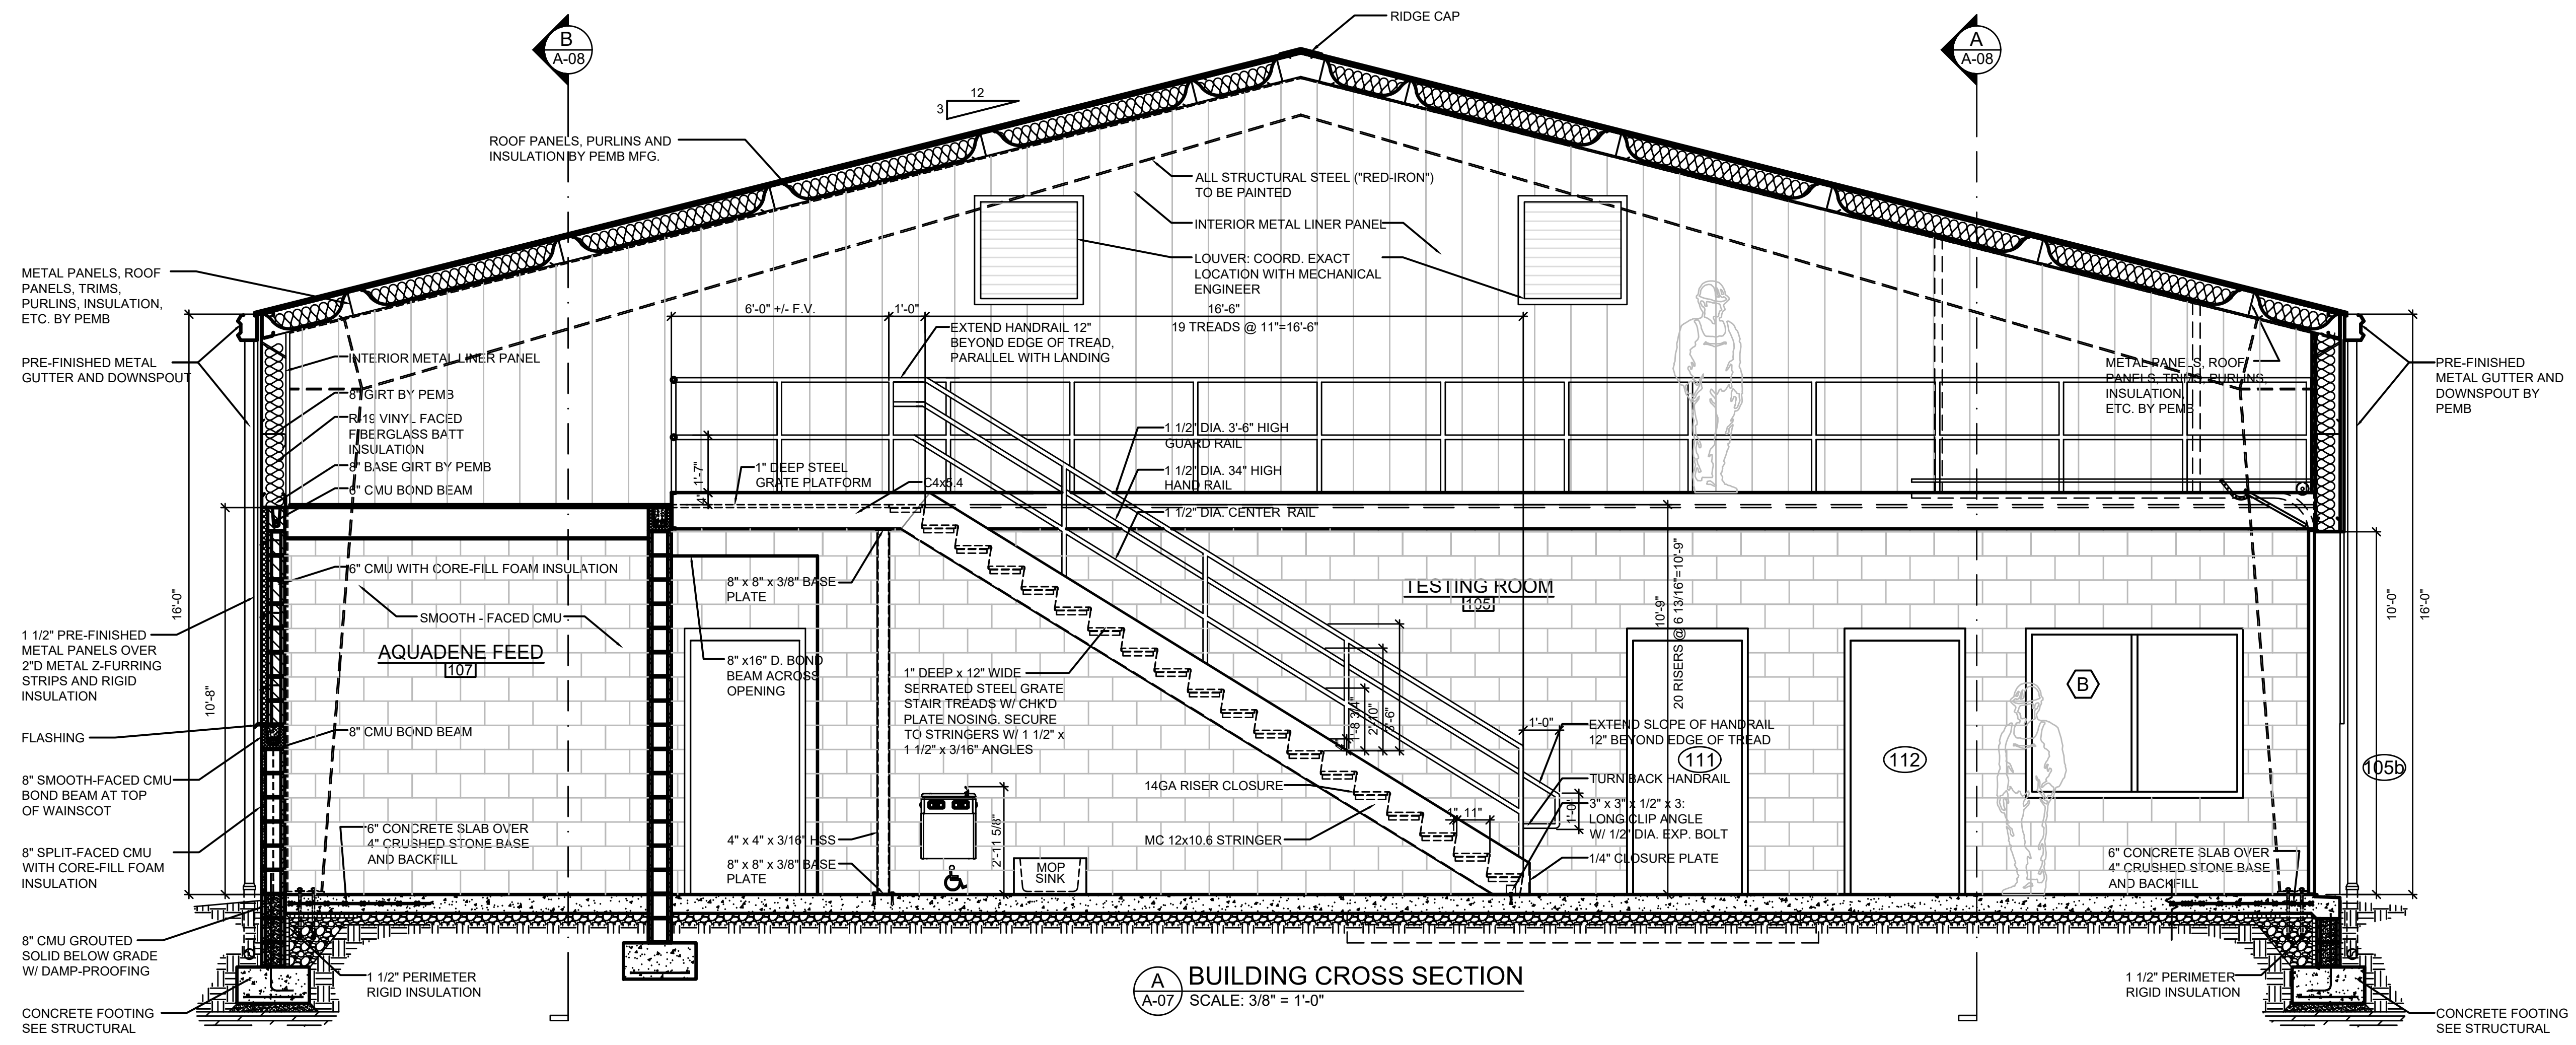 RIDGE CAP
B
A-08
A
A-08
12
3
ROOF PANELS, PURLINS AND
INSULATION BY PEMB MFG.
ALL STRUCTURAL STEEL ("RED-IRON")
TO BE PAINTED
INTERIOR METAL LINER PANEL
LOUVER: COORD. EXACT
LOCATION WITH MECHANICAL
ENGINEER
METAL PANELS, ROOF
PANELS, TRIMS,
PURLINS, INSULATION,
ETC. BY PEMB
PRE-FINISHED METAL
GUTTER AND DOWNSPOUT
6'-0" +/- F.V.
1'-0"
16'-6"
19 TREADS @ 11"=16'-6"
EXTEND HANDRAIL 12"
BEYOND EDGE OF TREAD,
PARALLEL WITH LANDING
INTERIOR METAL LINER PANEL
8" GIRT BY PEMB
R-19 VINYL FACED
FIBERGLASS BATT
INSULATION
8" BASE GIRT BY PEMB
6" CMU BOND BEAM
METAL PANELS, ROOF
PANELS, TRIMS, PURLINS,
INSULATION,
ETC. BY PEMB
PRE-FINISHED
METAL GUTTER AND
DOWNSPOUT BY
PEMB
1 1/2" DIA. 3'-6" HIGH
GUARD RAIL
1 1/2" DIA. 34" HIGH
HAND RAIL
1 1/2" DIA. CENTER RAIL
1'-7"
4"
1" DEEP STEEL
GRATE PLATFORM
C4x5.4
6" CMU WITH CORE-FILL FOAM INSULATION
SMOOTH - FACED CMU
AQUADENE FEED
107
8" CMU BOND BEAM
16'-0"
10'-8"
1 1/2" PRE-FINISHED
METAL PANELS OVER
2"D METAL Z-FURRING
STRIPS AND RIGID
INSULATION
FLASHING
8" SMOOTH-FACED CMU
BOND BEAM AT TOP
OF WAINSCOT
8" SPLIT-FACED CMU
WITH CORE-FILL FOAM
INSULATION
8" CMU GROUTED
SOLID BELOW GRADE
W/ DAMP-PROOFING
CONCRETE FOOTING
SEE STRUCTURAL
6" CONCRETE SLAB OVER
4" CRUSHED STONE BASE
AND BACKFILL
1 1/2" PERIMETER
RIGID INSULATION
8" x 8" x 3/8" BASE
PLATE
8" x16" D. BOND
BEAM ACROSS
OPENING
1" DEEP x 12" WIDE
SERRATED STEEL GRATE
STAIR TREADS W/ CHK'D
PLATE NOSING. SECURE
TO STRINGERS W/ 1 1/2" x
1 1/2" x 3/16" ANGLES
4" x 4" x 3/16" HSS
8" x 8" x 3/8" BASE
PLATE
2'-11 5/8"
MOP
SINK
14GA RISER CLOSURE
MC 12x10.6 STRINGER
TESTING ROOM
105
10'-9"
20 RISERS @ 6 13/16"=10'-9"
1'-8 3/4"
2'-10"
3'-6"
1"
11"
1'-0"
1'-0"
EXTEND SLOPE OF HANDRAIL
12" BEYOND EDGE OF TREAD
TURN BACK HANDRAIL
3" x 3" x 1/2" x 3:
LONG CLIP ANGLE
W/ 1/2" DIA. EXP. BOLT
1/4" CLOSURE PLATE
111
112
B
10'-0"
16'-0"
105b
6" CONCRETE SLAB OVER
4" CRUSHED STONE BASE
AND BACKFILL
1 1/2" PERIMETER
RIGID INSULATION
CONCRETE FOOTING
SEE STRUCTURAL
A
A-07
BUILDING CROSS SECTION
SCALE: 3/8" = 1'-0"